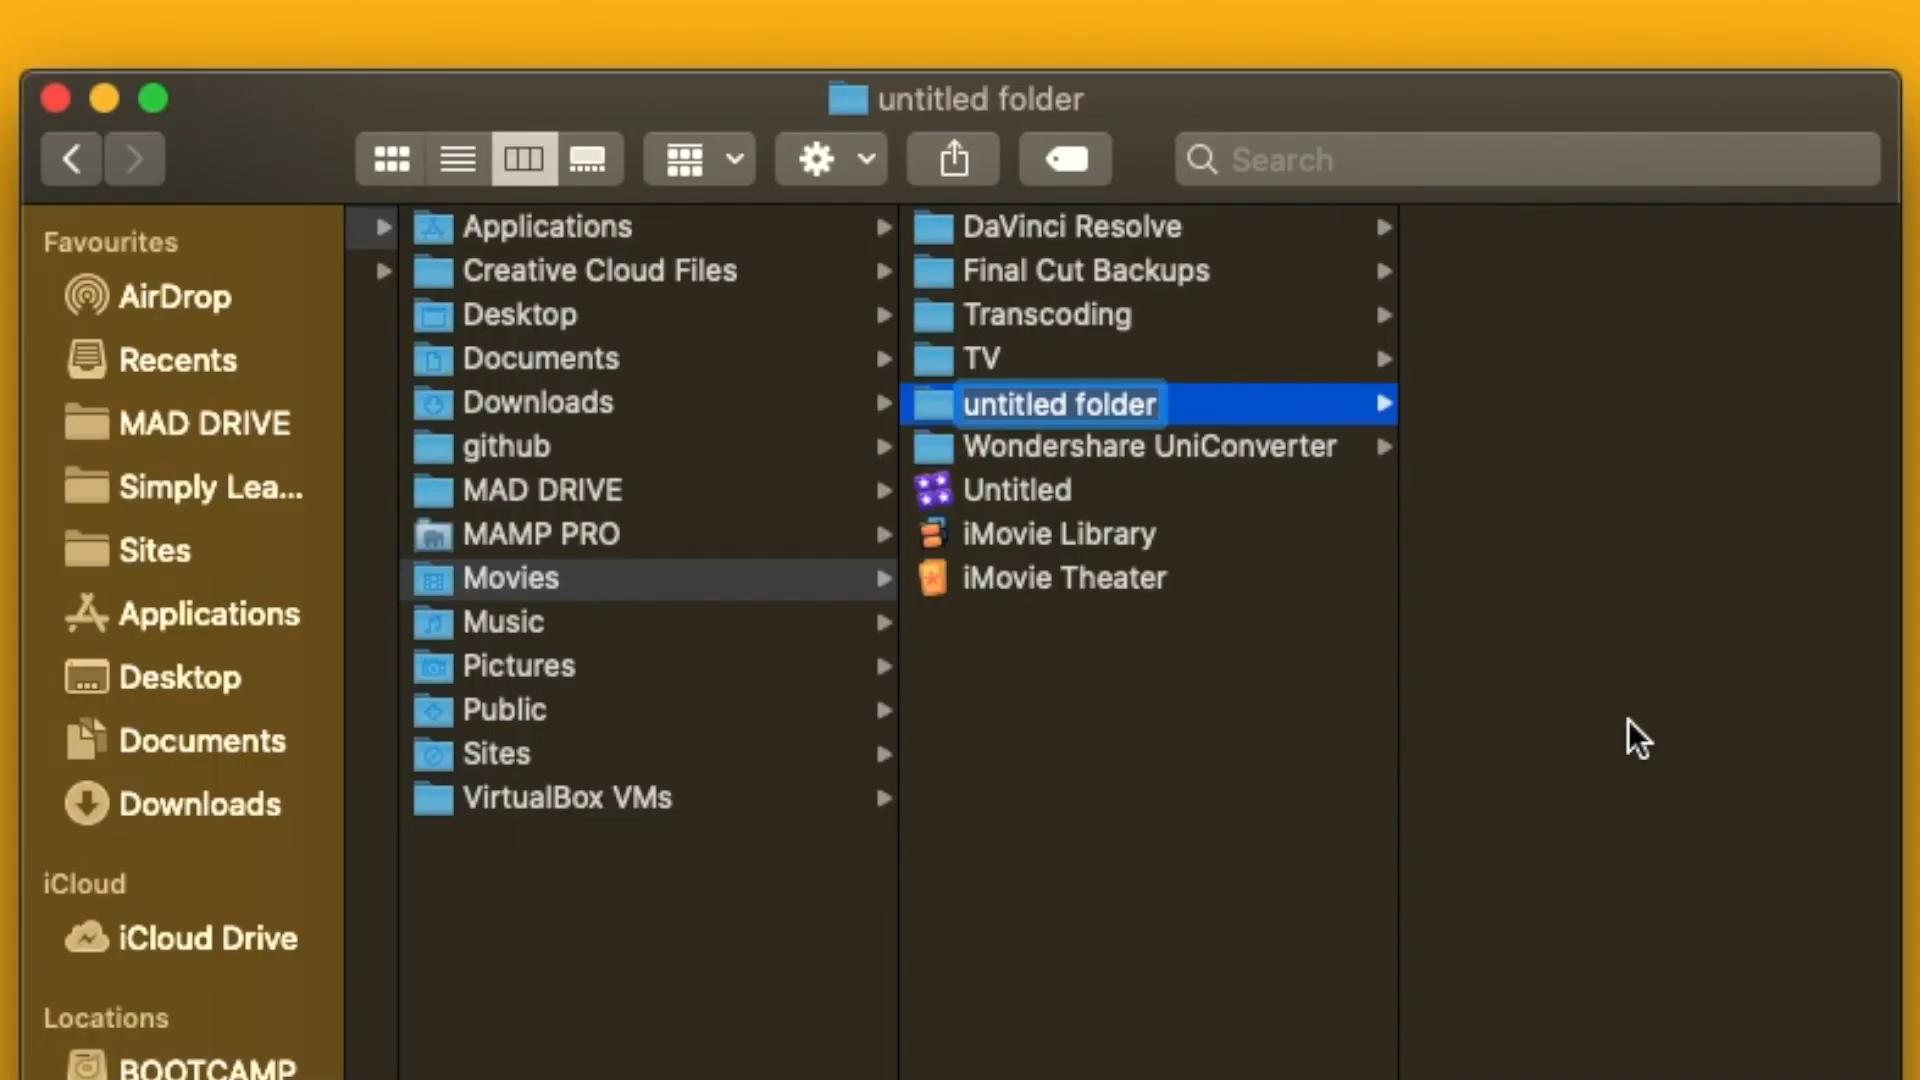 untitled folder
Search
Favourites
AirDrop
Recents
MAD DRIVE
Simply Lea...
Sites
Applications
Desktop
Documents
Downloads
iCloud
iCloud Drive
Locations
BOOTCAMP
Applications
Creative Cloud Files
Desktop
Documents
Downloads
github
MAD DRIVE
MAMP PRO
Movies
Music
Pictures
Public
Sites
VirtualBox VMs
DaVinci Resolve
Final Cut Backups
Transcoding
TV
untitled folder
Wondershare UniConverter
Untitled
iMovie Library
iMovie Theater